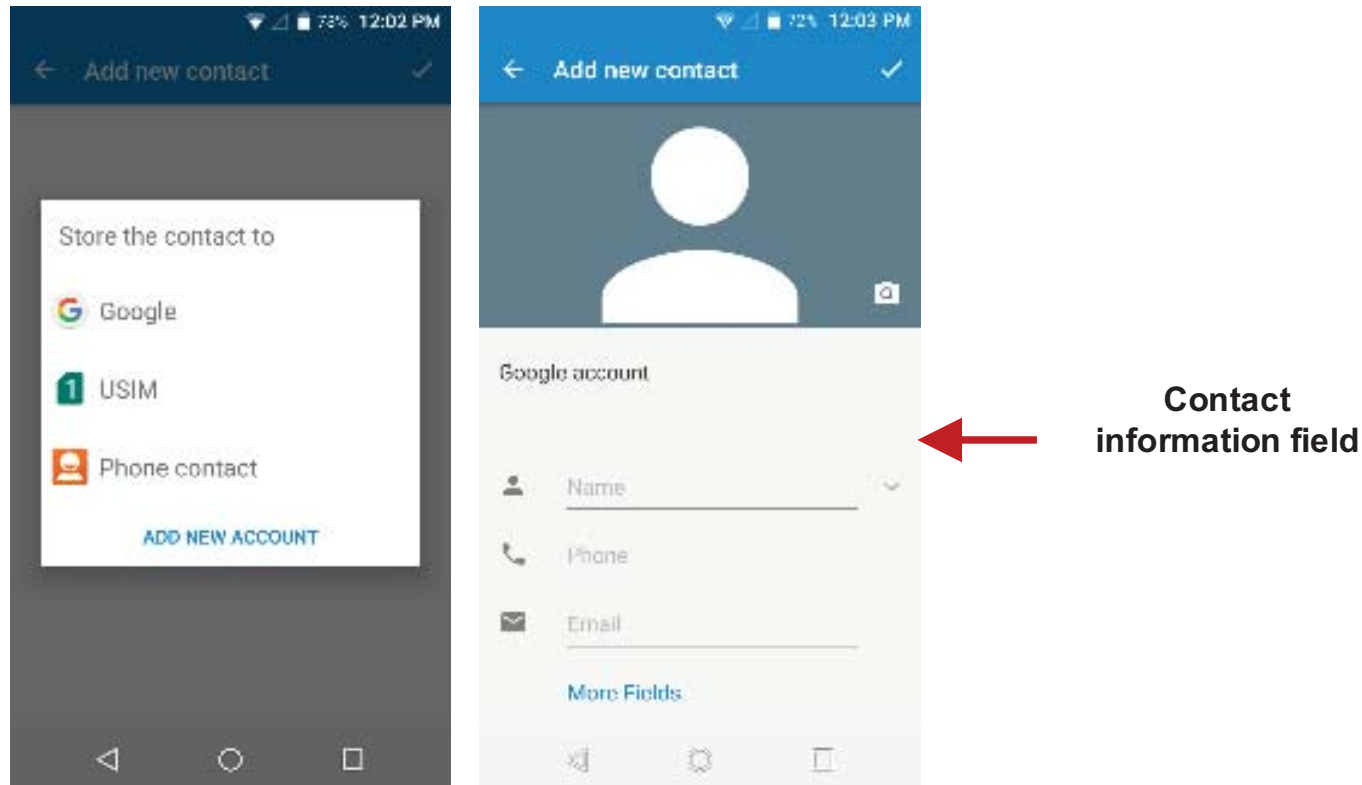 73% 12:02 PM
Add new contact
Store the contact to
Google
1 USIM
Phone contact
ADD NEW ACCOUNT
72% 12:03 PM
Add new contact
Google account
Name
Phone
Email
More Fields
Contact
information field